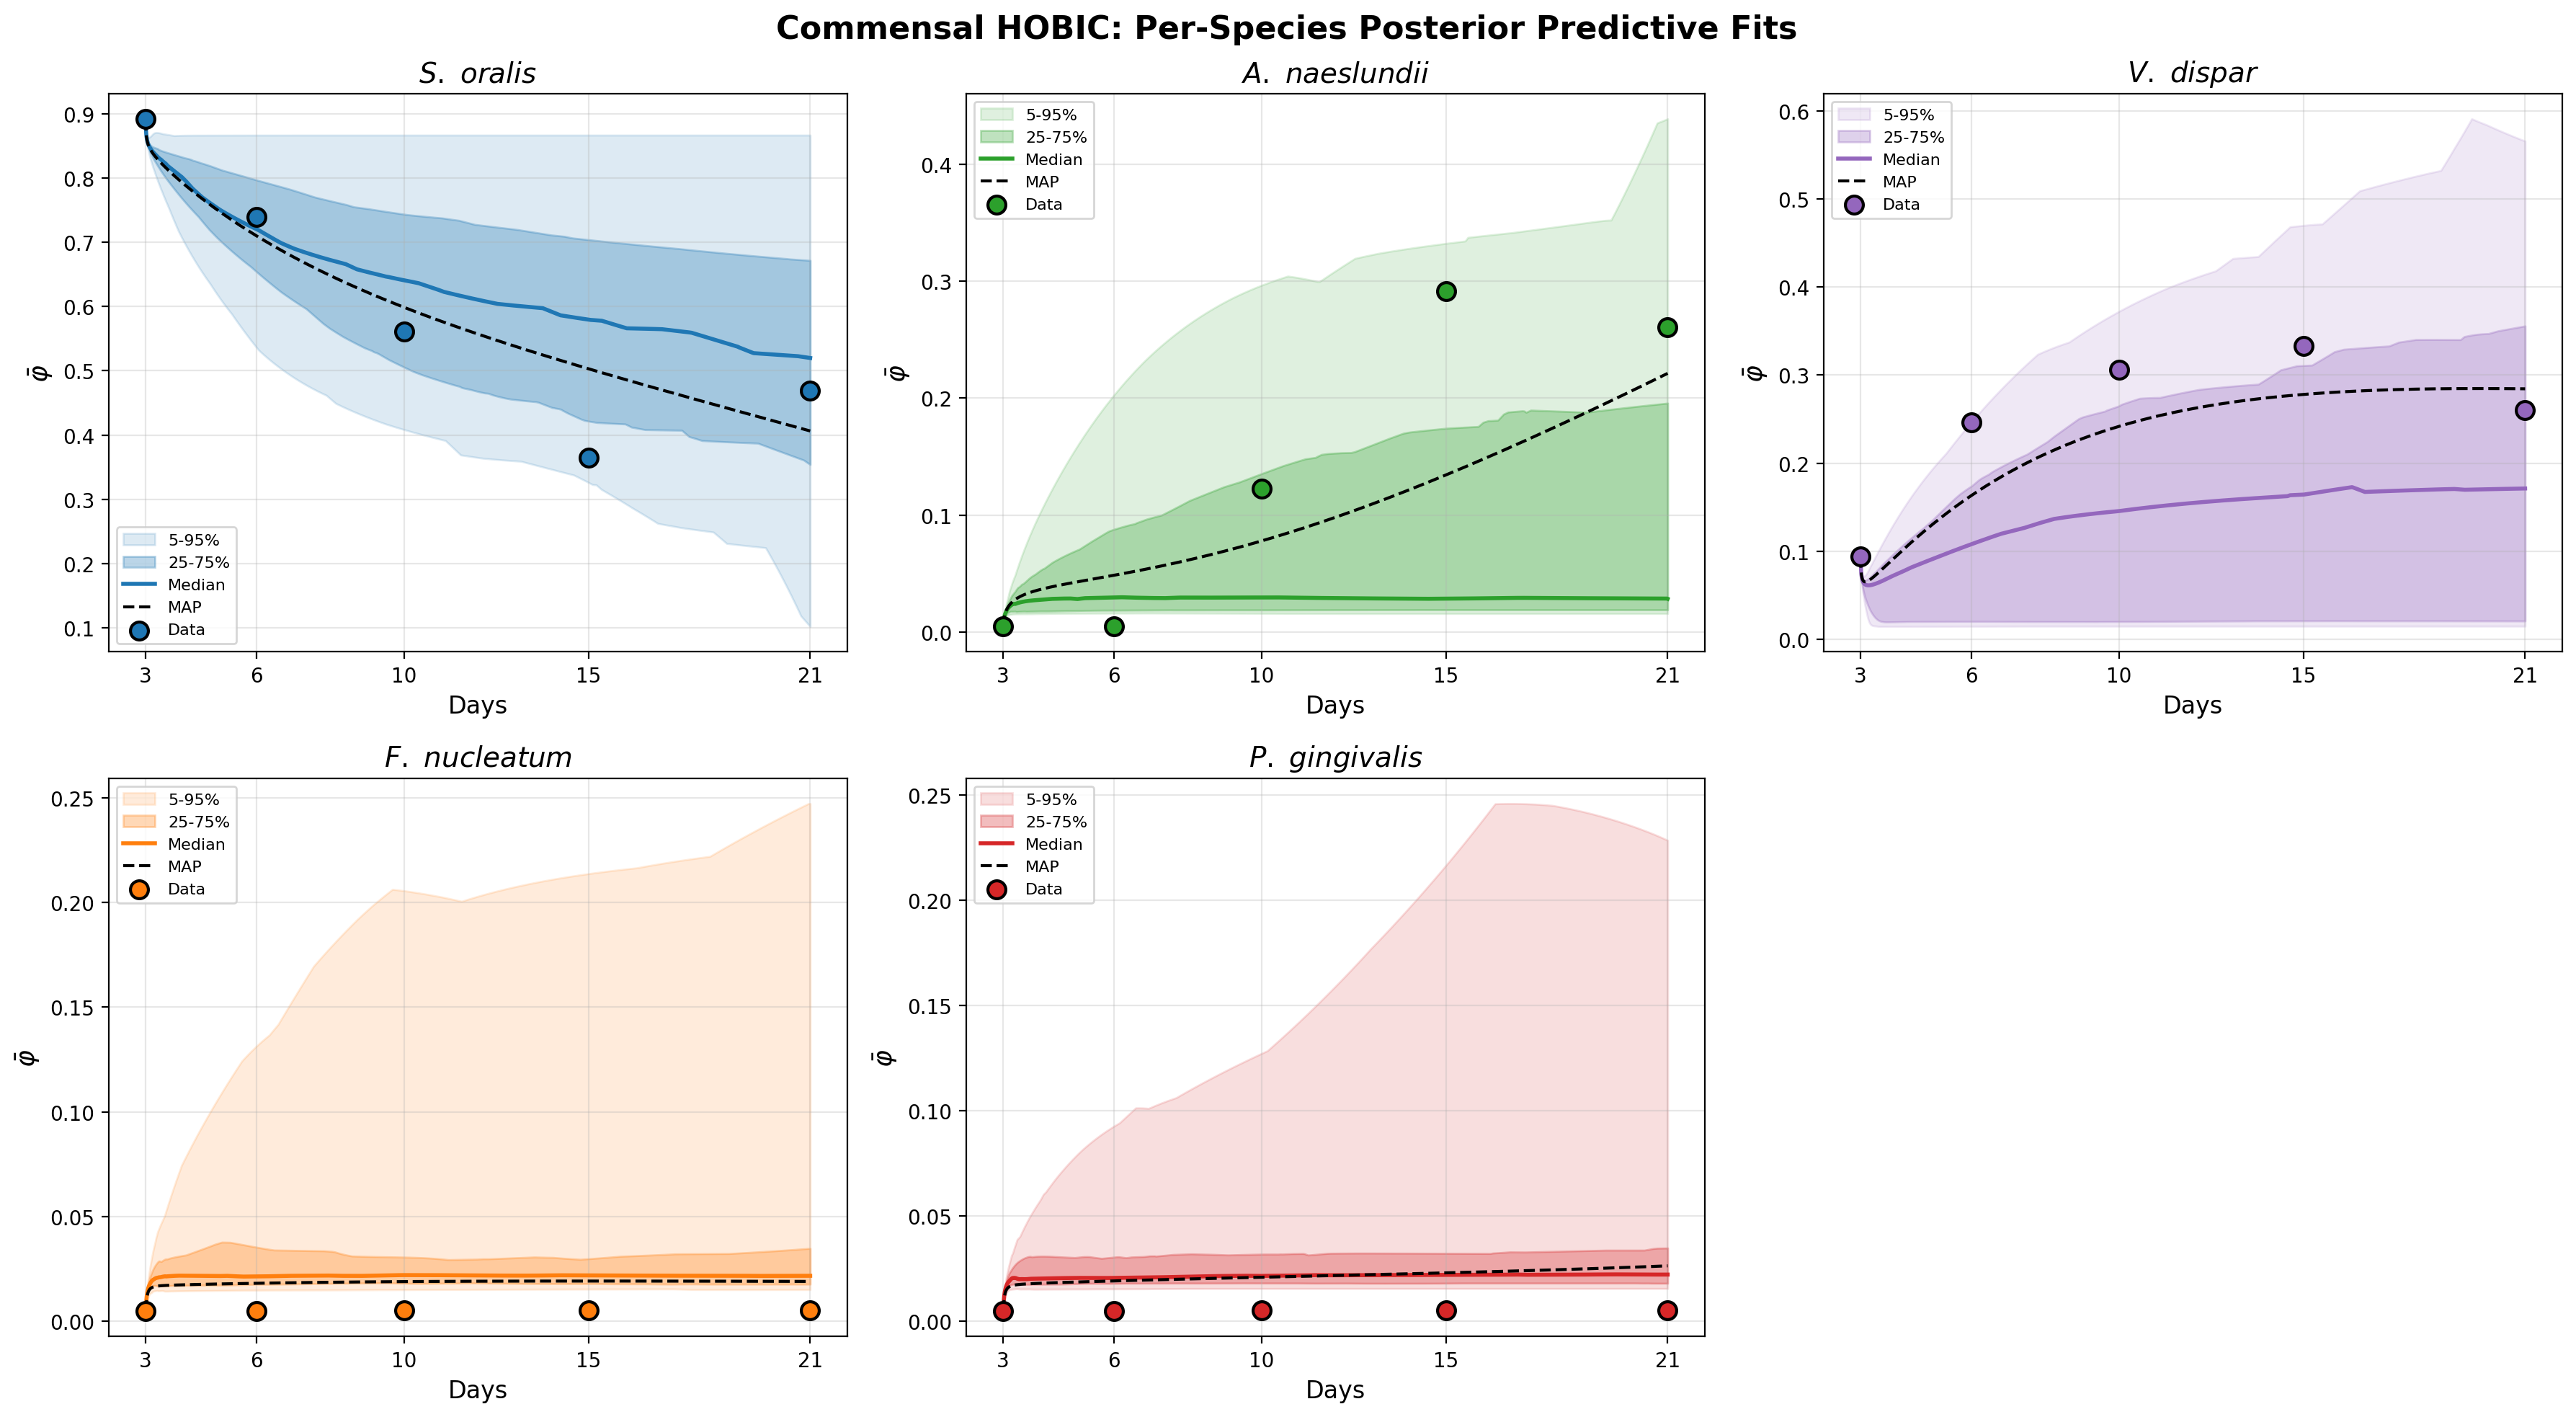 Commensal HOBIC: Per-Species Posterior Predictive Fits
S. oralis
0.9
0.8
0.7
0.6
0.5
0.4
0.3
0.2
0.1
φ̄
5-95%
25-75%
Median
MAP
Data
3 6 10 15 21
Days
A. naeslundii
0.4
0.3
0.2
0.1
0.0
φ̄
5-95%
25-75%
Median
MAP
Data
3 6 10 15 21
Days
V. dispar
0.6
0.5
0.4
0.3
0.2
0.1
0.0
φ̄
5-95%
25-75%
Median
MAP
Data
3 6 10 15 21
Days
F. nucleatum
0.25
0.20
0.15
0.10
0.05
0.00
φ̄
5-95%
25-75%
Median
MAP
Data
3 6 10 15 21
Days
P. gingivalis
0.25
0.20
0.15
0.10
0.05
0.00
φ̄
5-95%
25-75%
Median
MAP
Data
3 6 10 15 21
Days